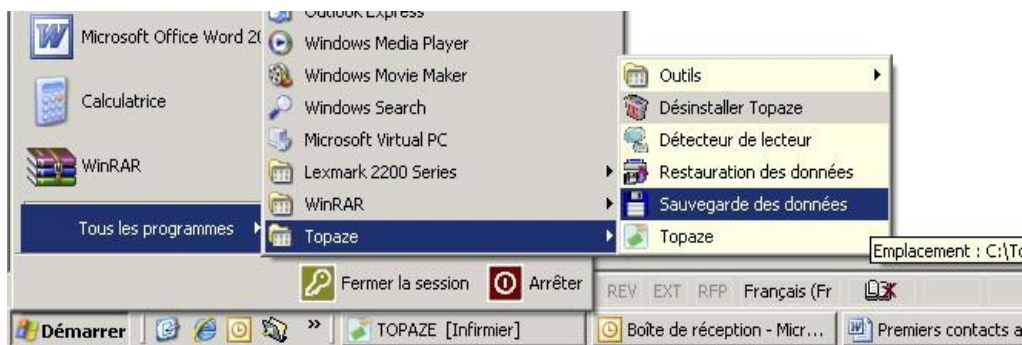 Outlook Express
Microsoft Office Word 20
Windows Media Player
Windows Movie Maker
Outils
Calculatrice
Windows Search
Désinstaller Topaze
Microsoft Virtual PC
Détecteur de lecteur
WinRAR
Lexmark 2200 Series
Restauration des données
WinRAR
Sauvegarde des données
Tous les programmes
Topaze
Topaze
Emplacement : C:\To
Fermer la session
Arrêter
REV EXT RFP Français (Fr
Démarrer
»
TOPAZE [Infirmier]
Boîte de réception - Micr...
Premiers contacts a